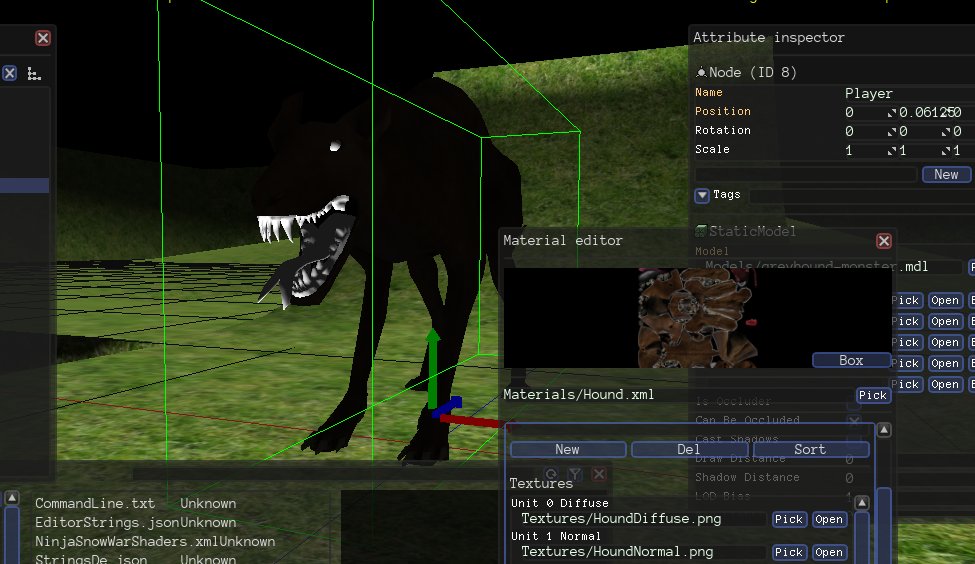 Attribute inspector
Node (ID 8)
Name Player
Position 0 0.06125 0
Rotation 0 0 0
Scale 1 1 1
New
Tags
StaticModel
Model
Models/greyhound-monster.mdl
Pick Open
Pick Open
Pick Open
Pick Open
Pick Open
Is Occluder
Can Be Occluded
Cast Shadows
Draw Distance 0
Shadow Distance 0
LOD Bias 1
Material editor
Box
Materials/Hound.xml
Pick
New Del Sort
Textures
Unit 0 Diffuse
Textures/HoundDiffuse.png Pick Open
Unit 1 Normal
Textures/HoundNormal.png Pick Open
CommandLine.txt Unknown
EditorStrings.json Unknown
NinjaSnowWarShaders.xml Unknown
StringsDe.json Unknown